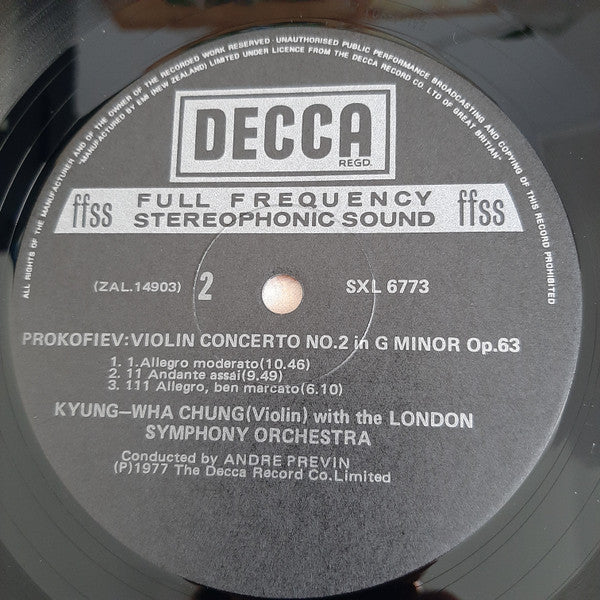 ALL RIGHTS OF THE MANUFACTURER AND OF THE OWNER OF THE RECORDED WORK RESERVED · UNAUTHORISED PUBLIC PERFORMANCE BROADCASTING AND COPYING OF THIS RECORD PROHIBITED
"MANUFACTURED BY EMI (NEW ZEALAND) LIMITED UNDER LICENCE FROM THE DECCA RECORD CO. LTD OF GREAT BRITIAN"
DECCA
REGD.
ffss FULL FREQUENCY ffss
STEREOPHONIC SOUND
(ZAL.14903) 2 SXL 6773
PROKOFIEV:VIOLIN CONCERTO NO.2 in G MINOR Op.63
1. 1.Allegro moderato(10.46)
2. 11 Andante assai(9.49)
3. 111 Allegro, ben marcato(6.10)
KYUNG-WHA CHUNG(Violin) with the LONDON
SYMPHONY ORCHESTRA
Conducted by ANDRE PREVIN
(P)1977 The Decca Record Co.Limited